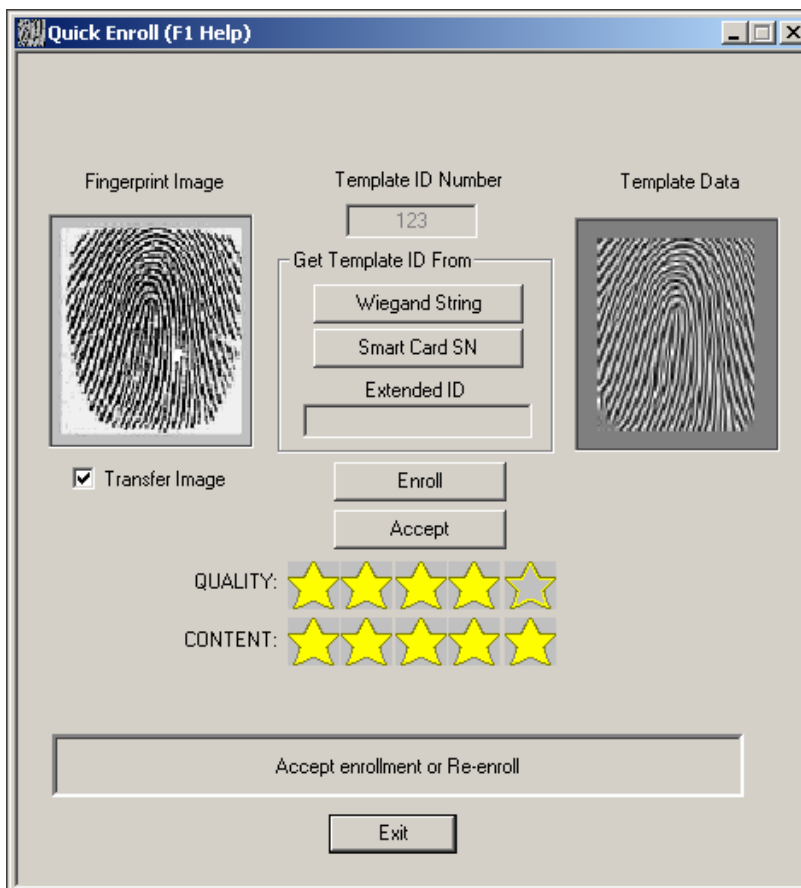 Quick Enroll (F1 Help)
Fingerprint Image
Template ID Number
Template Data
123
Get Template ID From
Wiegand String
Smart Card SN
Extended ID
Transfer Image
Enroll
Accept
QUALITY:
CONTENT:
Accept enrollment or Re-enroll
Exit